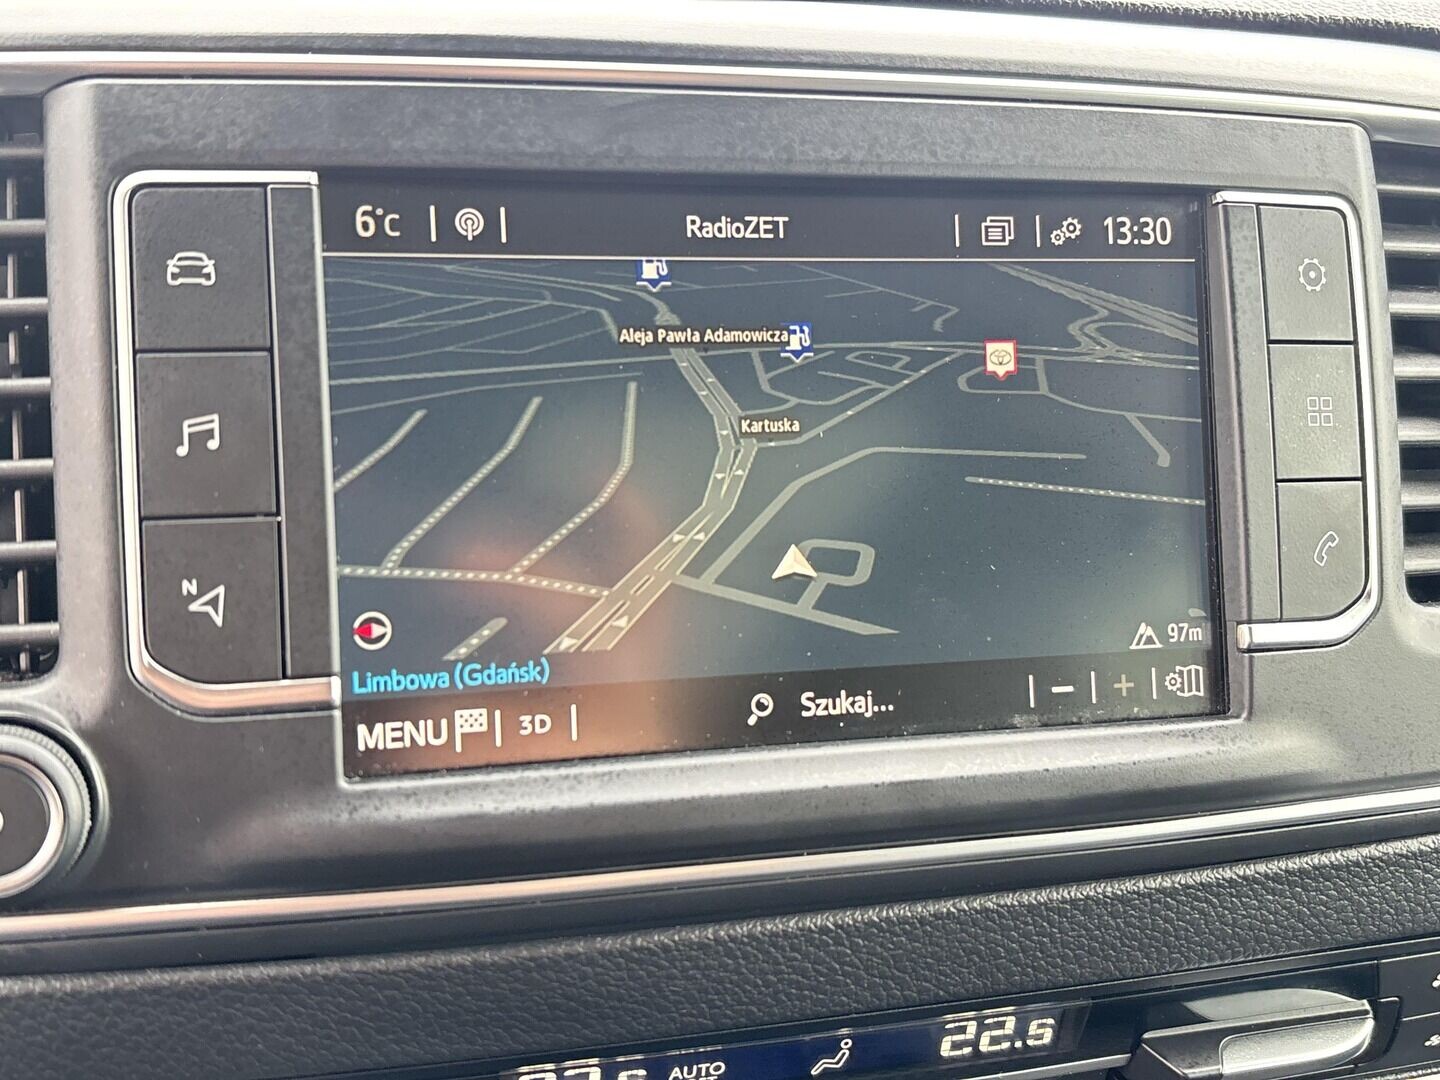 6°C
RadioZET
13:30
Aleja Pawła Adamowicza
Kartuska
97m
Limbowa (Gdańsk)
MENU
3D
Szukaj...
N
22.5
AUTO